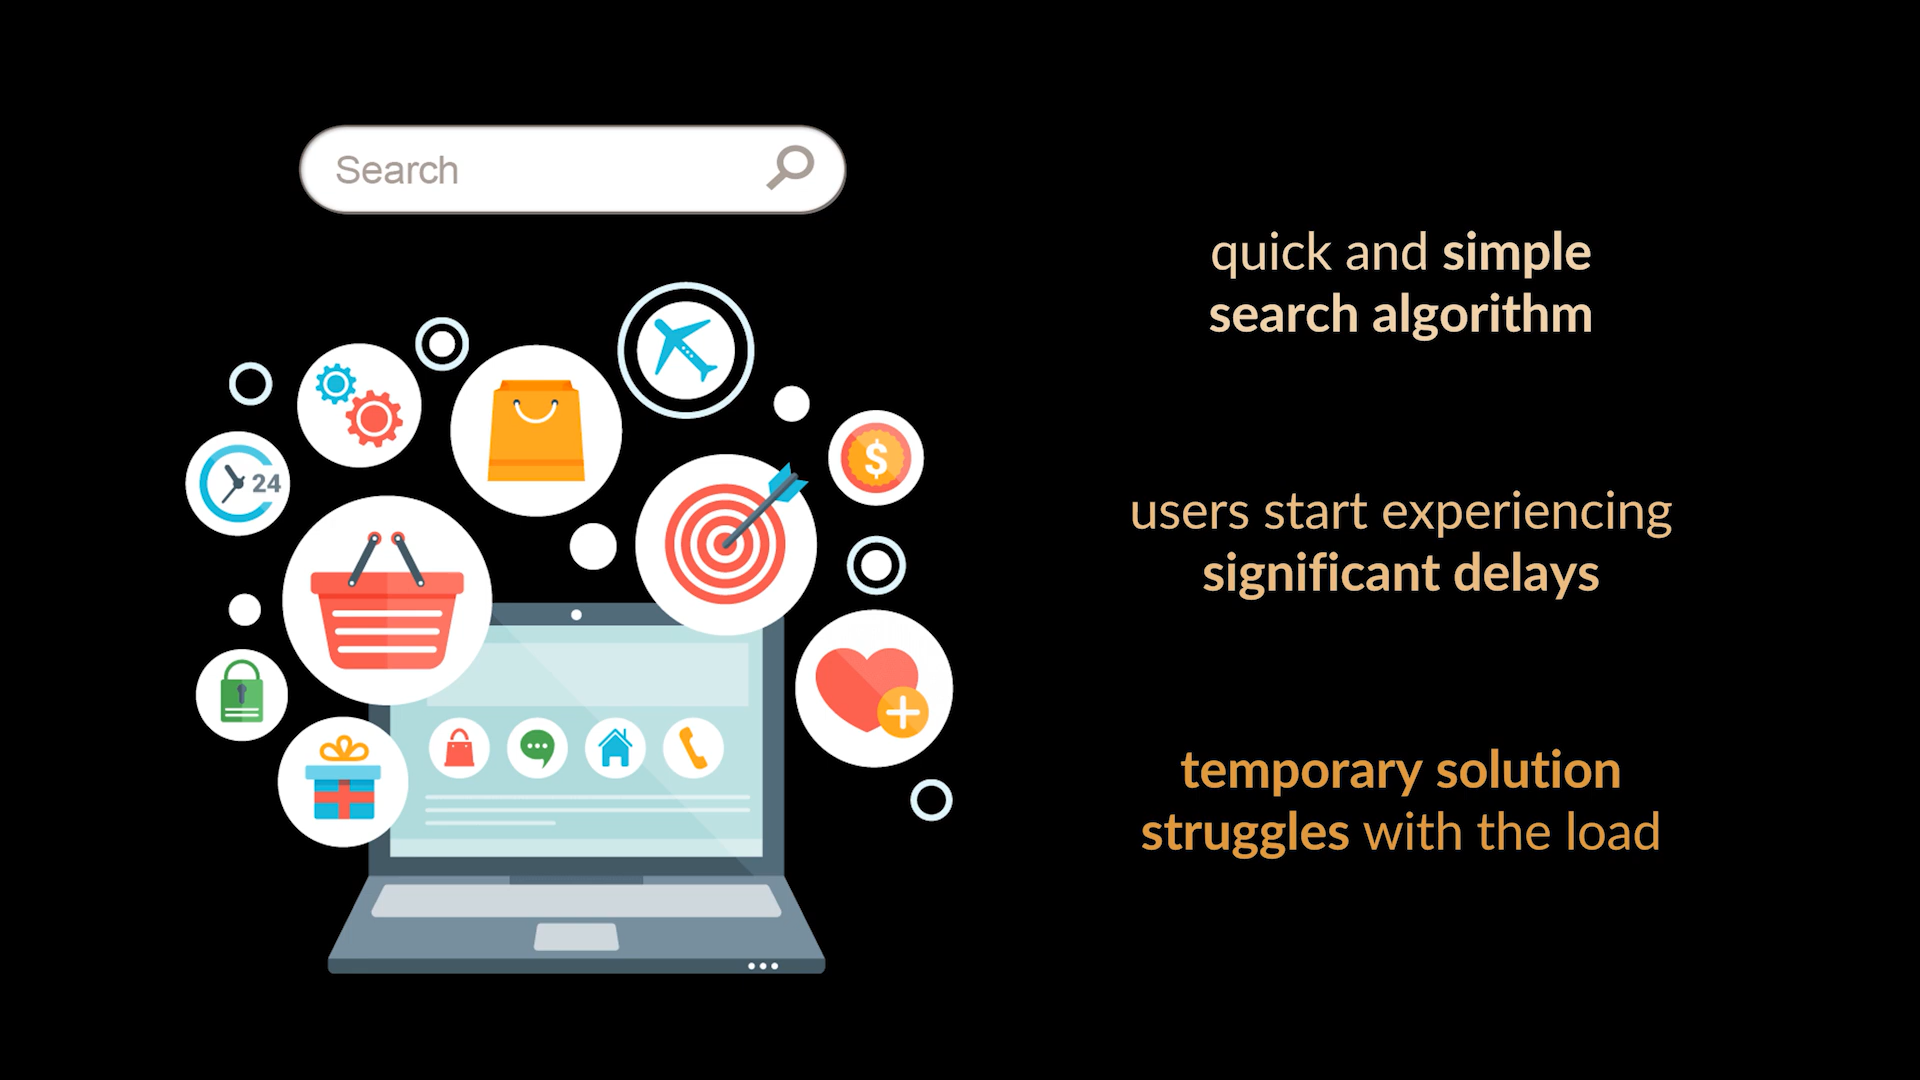 Search
quick and simple
search algorithm
24
$
users start experiencing
significant delays
temporary solution
struggles with the load